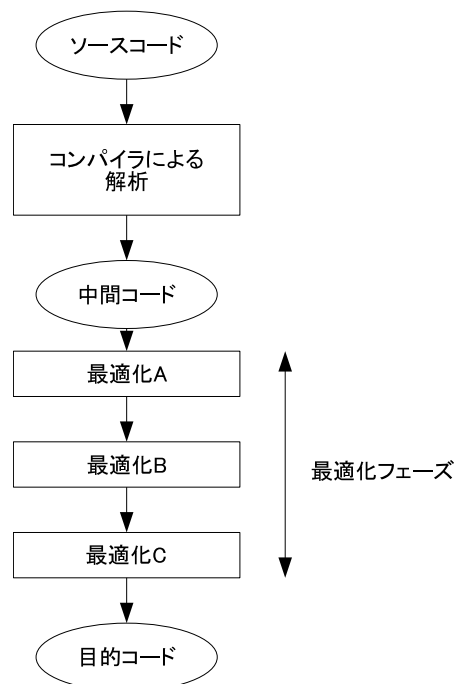 ソースコード
コンパイラによる
解析
中間コード
最適化A
最適化B
最適化フェーズ
最適化C
目的コード